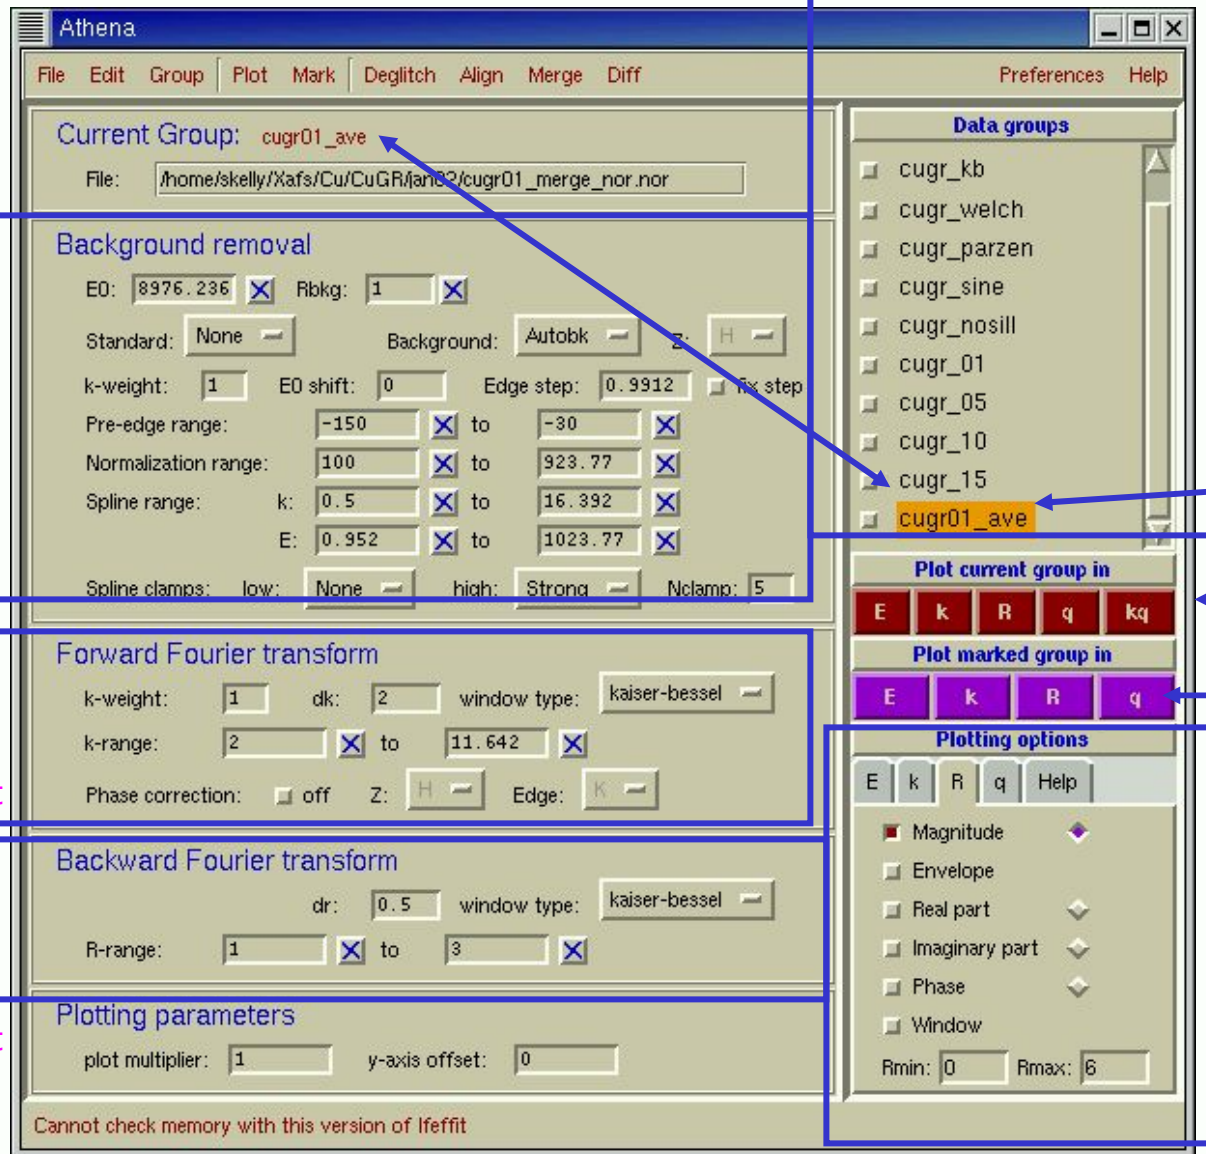 Athena
File Edit Group Plot Mark Deglitch Align Merge Diff Preferences Help
Current Group: cugr01_ave
File: /home/skelly/Xafs/Cu/CuGR/jan02/cugr01_merge_nor.nor
Background removal
E0: 8976.236 Rbkg: 1
Standard: None Background: Autobk Z: H
k-weight: 1 E0 shift: 0 Edge step: 0.9912 fix step
Pre-edge range: -150 to -30
Normalization range: 100 to 923.77
Spline range: k: 0.5 to 16.392
E: 0.952 to 1023.77
Spline clamps: low: None high: Strong Nclamp: 5
Forward Fourier transform
k-weight: 1 dk: 2 window type: kaiser-bessel
k-range: 2 to 11.642
Phase correction: off Z: H Edge: K
Backward Fourier transform
dr: 0.5 window type: kaiser-bessel
R-range: 1 to 3
Plotting parameters
plot multiplier: 1 y-axis offset: 0
Cannot check memory with this version of Ifeffit
Data groups
cugr_kb
cugr_welch
cugr_parzen
cugr_sine
cugr_nosill
cugr_01
cugr_05
cugr_10
cugr_15
cugr01_ave
Plot current group in
E k R q kq
Plot marked group in
E k R q
Plotting options
E k R q Help
Magnitude
Envelope
Real part
Imaginary part
Phase
Window
Rmin: 0 Rmax: 6